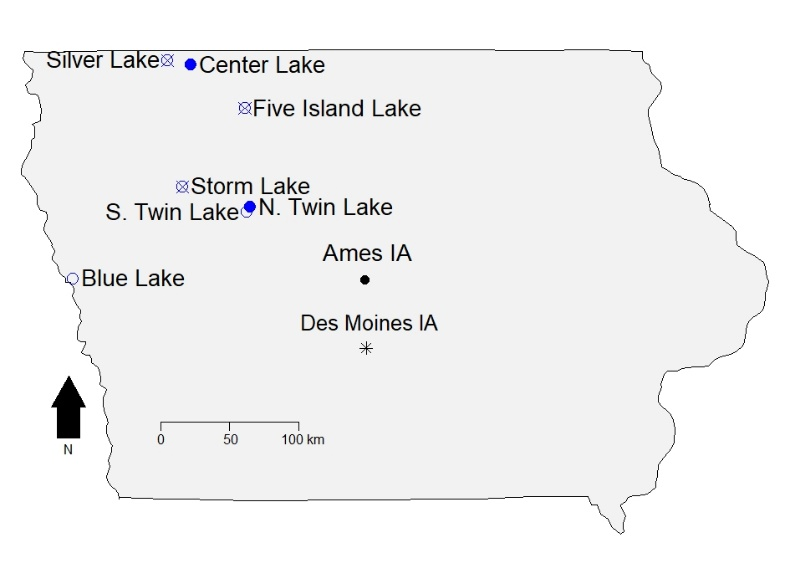 Silver Lake
Center Lake
Five Island Lake
Storm Lake
S. Twin Lake
N. Twin Lake
Ames IA
Blue Lake
Des Moines IA
0 50 100 km
N